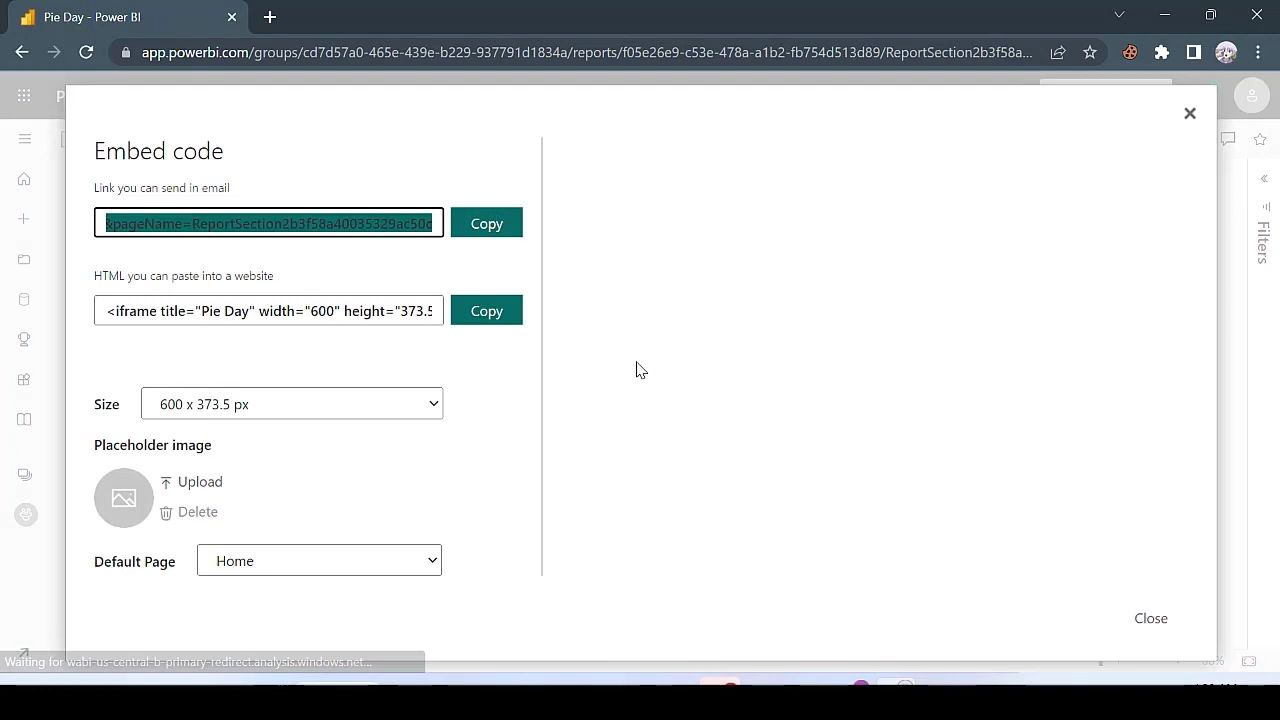 Pie Day - Power BI
app.powerbi.com/groups/cd7d57a0-465e-439e-b229-937791d1834a/reports/f05e26e9-c53e-478a-a1b2-fb754d513d89/ReportSection2b3f58a...
P
Embed code
Link you can send in email
&pageName=ReportSection2b3f58a40035329ac50c
Copy
HTML you can paste into a website
<iframe title="Pie Day" width="600" height="373.5
Copy
Size
600 x 373.5 px
Placeholder image
Upload
Delete
Default Page
Home
Close
Filters
Waiting for wabi-us-central-b-primary-redirect.analysis.windows.net...